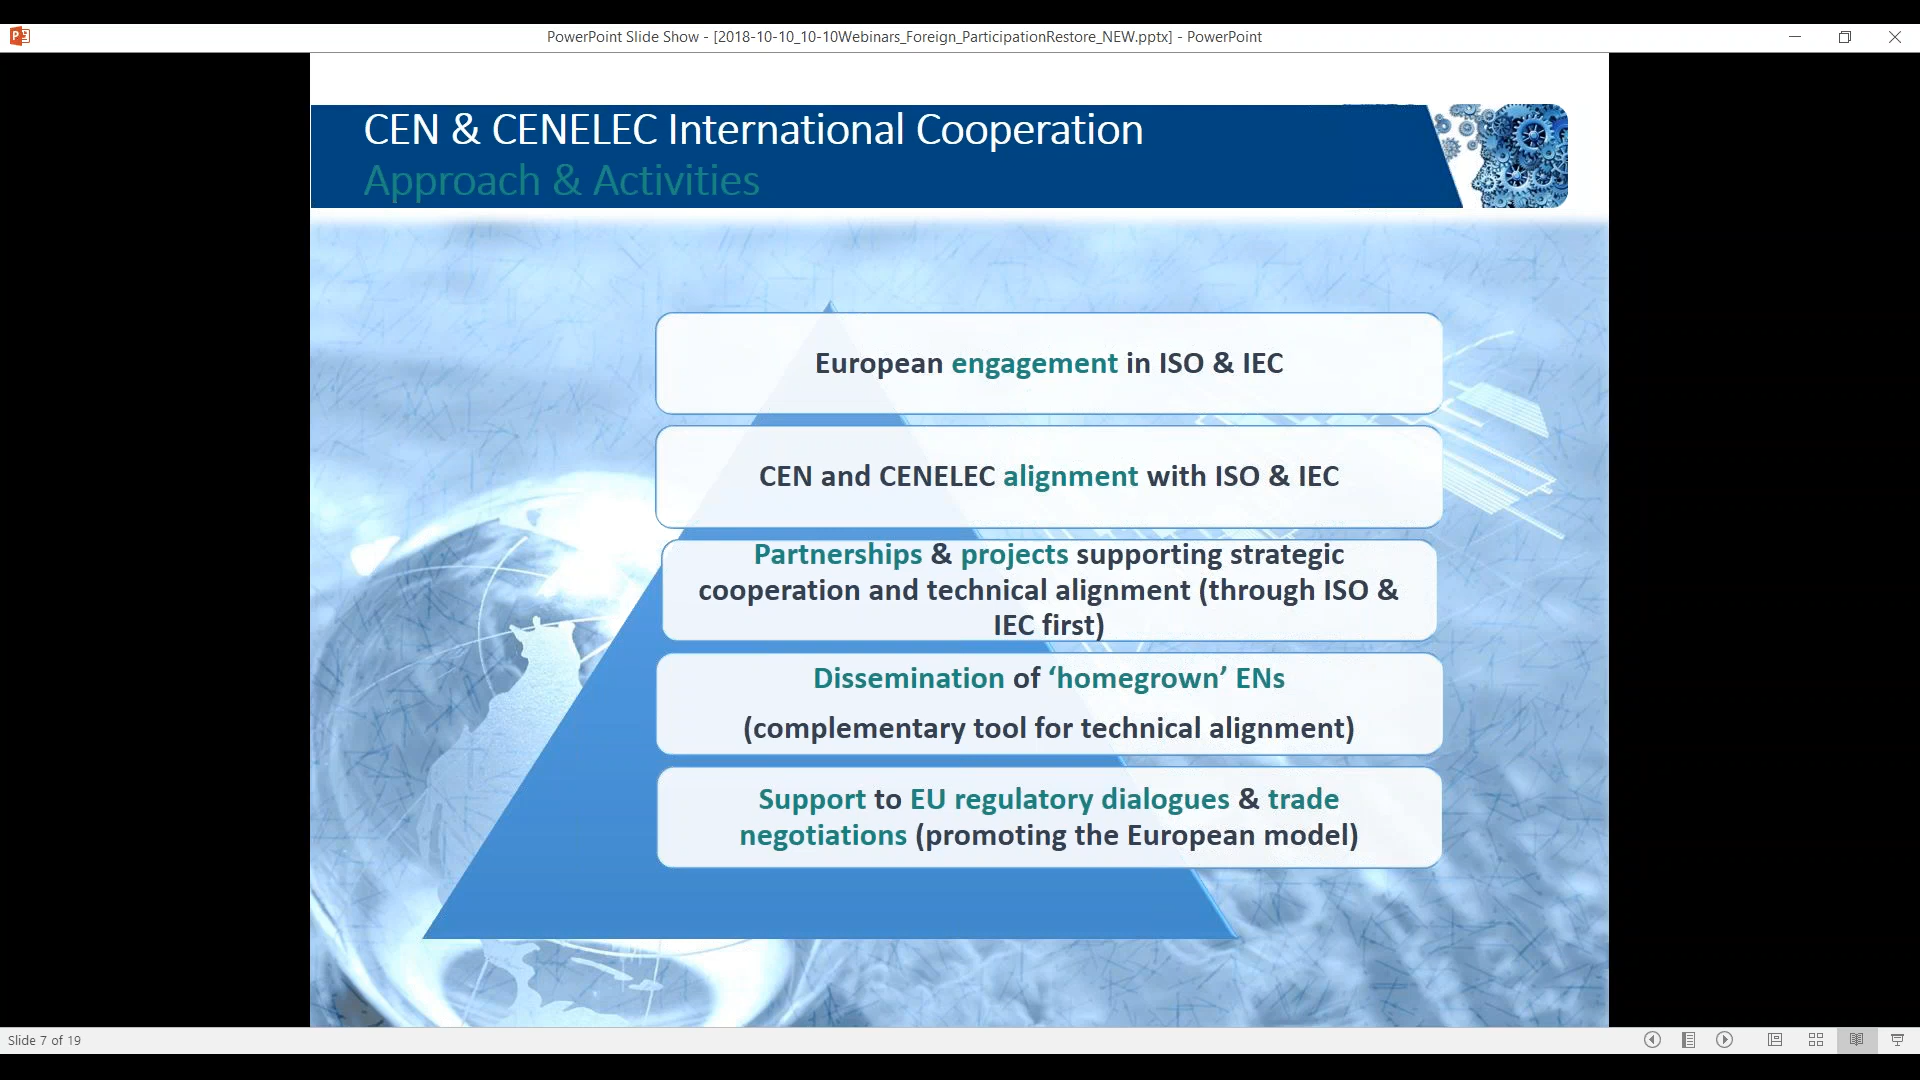 PowerPoint Slide Show - [2018-10-10_10-10Webinars_Foreign_ParticipationRestore_NEW.pptx] - PowerPoint
CEN & CENELEC International Cooperation
Approach & Activities
European engagement in ISO & IEC
CEN and CENELEC alignment with ISO & IEC
Partnerships & projects supporting strategic
cooperation and technical alignment (through ISO &
IEC first)
Dissemination of ‘homegrown’ ENs
(complementary tool for technical alignment)
Support to EU regulatory dialogues & trade
negotiations (promoting the European model)
Slide 7 of 19